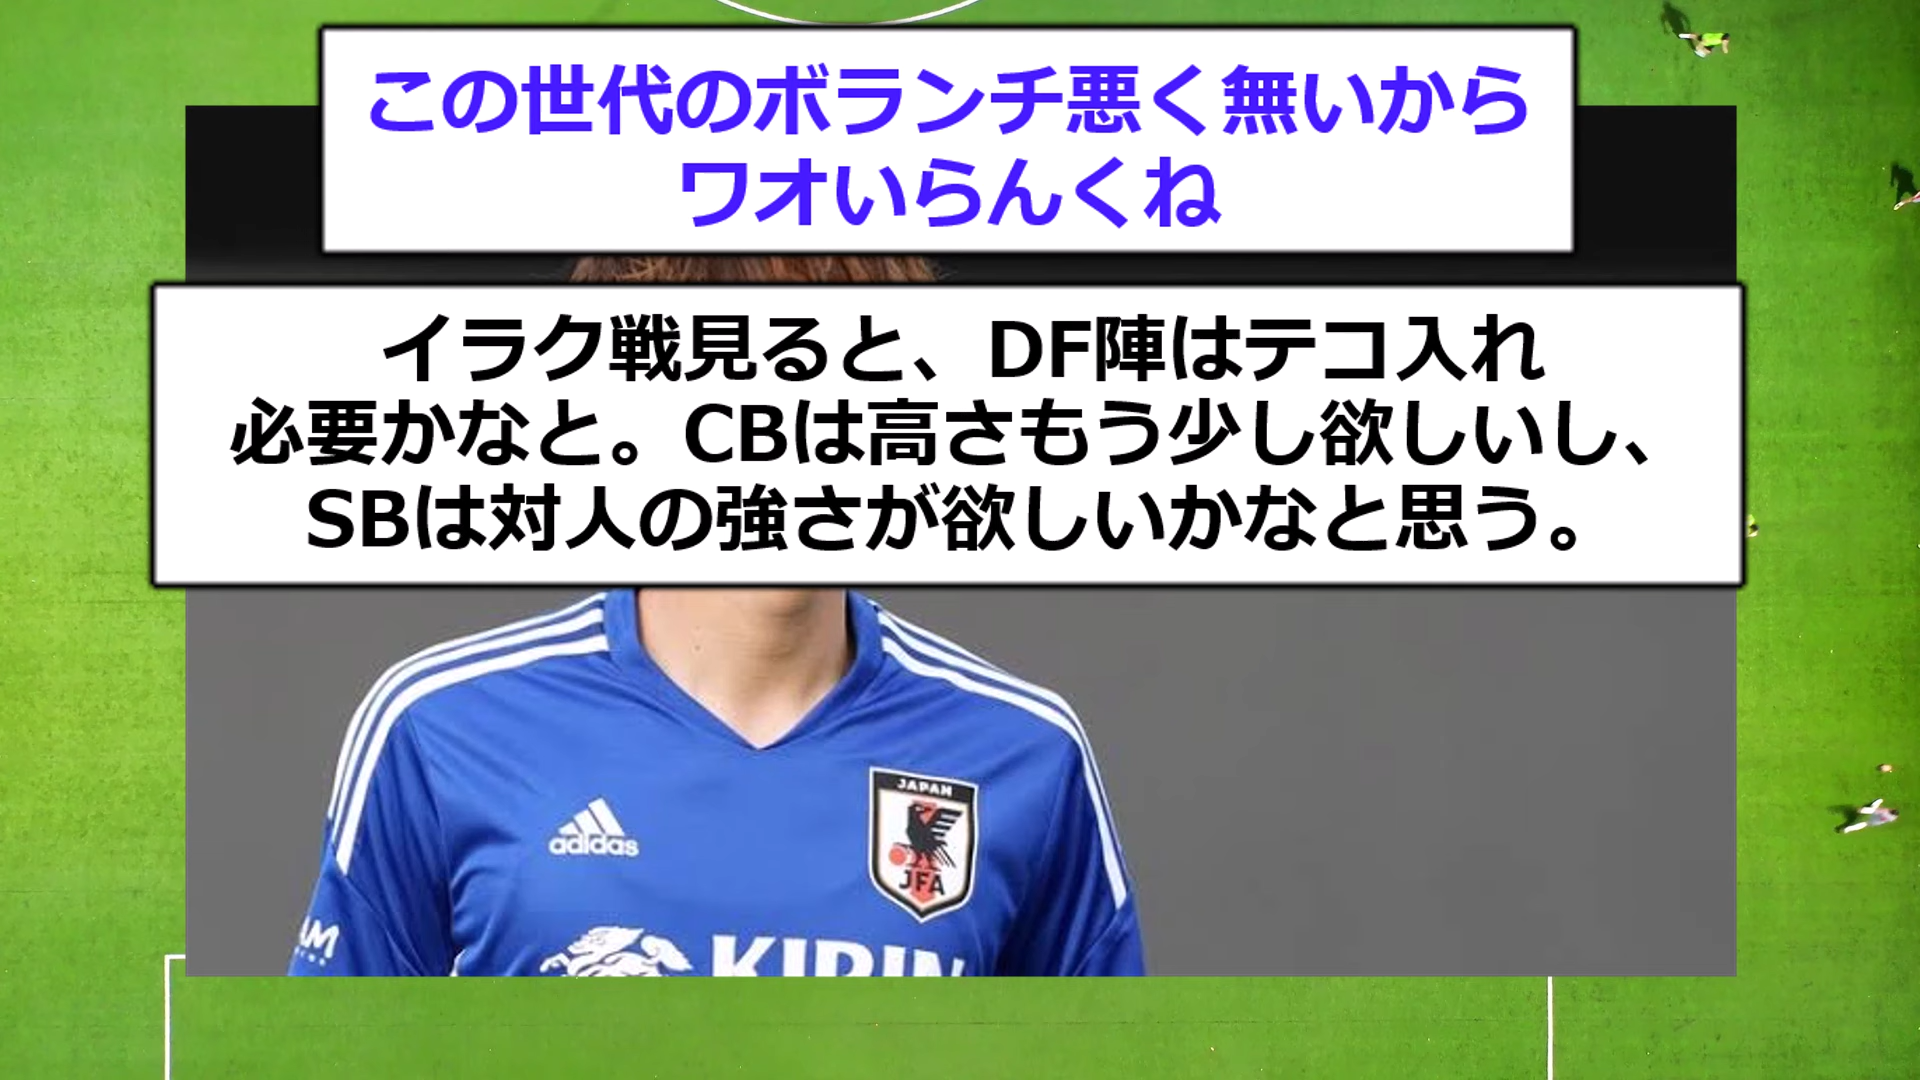 この世代のボランチ悪く無いから
ワオいらんくね
イラク戦見ると、DF陣はテコ入れ
必要かなと。CBは高さもう少し欲しいし、
SBは対人の強さが欲しいかなと思う。
adidas
JAPAN
JFA
KIRIN